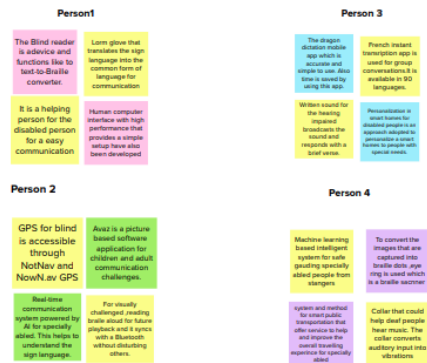 Person1
The Blind reader
is adevice and
functions like to
text-to-Braille
converter.
Lorm glove that
translates the sign
language into the
common form of
language for
communication
It is a helping
person for the
disabled person
for a easy
communication
Human computer
interface with high
performance that
provides a simple
setup have also
been developed
Person 3
The dragon
dictation mobile
app which is
accurate and
simple to use. Also
time is saved by
using this app.
French instant
transription app is
used for group
conversations.It is
available in 90
languages.
Written sound for
the hearing
impaired
broadcasts the
sound and
responds with a
brief verse.
Personalization is
smart homes for
disabled people is an
approach adopted to
personalize a smart
homes to people with
special needs.
Person 2
GPS for blind
is accessible
through
NotNav and
NowN.av GPS
Avaz is a picture
based software
application for
children and adult
communication
challenges.
Real-time
communication
system powered by
AI for specially
abled. This helps to
understand the
sign language.
For visually
challenged ,reading
braile aloud for future
playback and it syncs
with a Bluetooth
without disturbing
others.
Person 4
Machine learning
based intelligent
system for safe
gauding specially
abled people from
stangers
To convert the
images that are
captured into
braille dots ,eye
ring is used which
is a braille sacnner
system and method
for smart public
transportation that
offer service to help
and improve the
overall travelling
experince for specially
abled
Collar that could
help deaf people
hear music. The
collar converts
auditory input into
vibrations